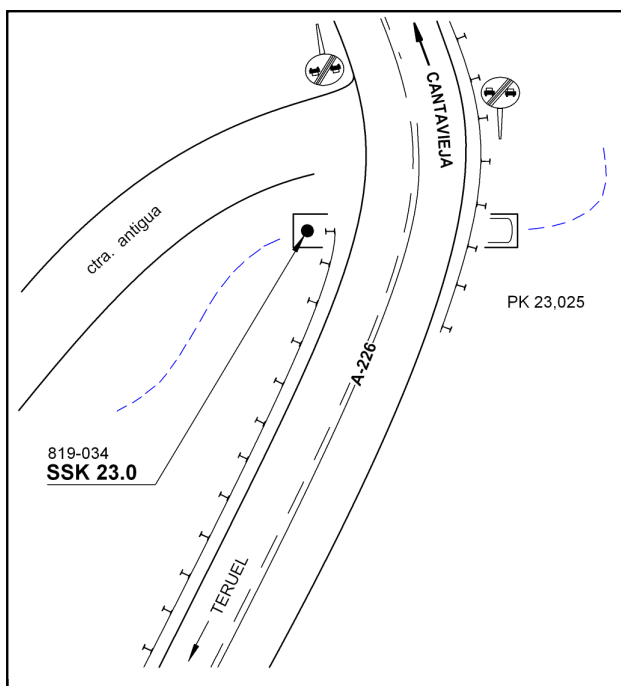 CANTAVIEJA
ctra. antigua
PK 23,025
A-226
819-034
SSK 23.0
TERUEL